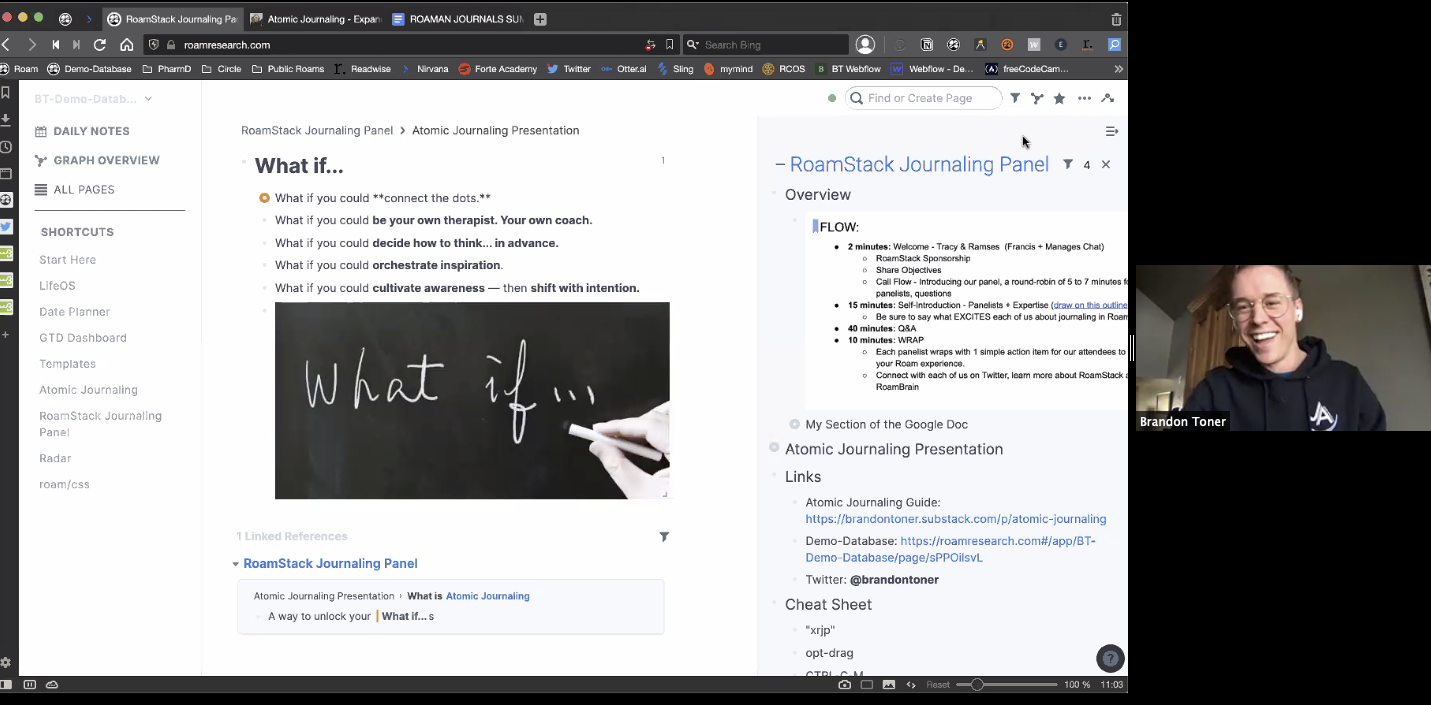 RoamStack Journaling Pa
Atomic Journaling - Expan
ROAMAN JOURNALS SUM
roamresearch.com
Search Bing
Roam
Demo-Database
PharmD
Circle
Public Roams
Readwise
Nirvana
Forte Academy
Twitter
Otter.ai
Sling
mymind
RCOS
BT Webflow
Webflow - De...
freeCodeCam...
BT-Demo-Datab...
Find or Create Page
DAILY NOTES
GRAPH OVERVIEW
ALL PAGES
SHORTCUTS
Start Here
LifeOS
Date Planner
GTD Dashboard
Templates
Atomic Journaling
RoamStack Journaling
Panel
Radar
roam/css
RoamStack Journaling Panel > Atomic Journaling Presentation
What if...
1
What if you could **connect the dots.**
What if you could be your own therapist. Your own coach.
What if you could decide how to think... in advance.
What if you could orchestrate inspiration.
What if you could cultivate awareness — then shift with intention.
What if ...
1 Linked References
RoamStack Journaling Panel
Atomic Journaling Presentation > What is Atomic Journaling
A way to unlock your What if... s
RoamStack Journaling Panel
4
Overview
FLOW:
2 minutes: Welcome - Tracy & Ramses (Francis + Manages Chat)
RoamStack Sponsorship
Share Objectives
Call Flow - Introducing our panel, a round-robin of 5 to 7 minutes f
panelists, questions
15 minutes: Self-Introduction - Panelists + Expertise (draw on this outline
Be sure to say what EXCITES each of us about journaling in Roam
40 minutes: Q&A
10 minutes: WRAP
Each panelist wraps with 1 simple action item for our attendees to
your Roam experience.
Connect with each of us on Twitter, learn more about RoamStack a
RoamBrain
My Section of the Google Doc
Atomic Journaling Presentation
Links
Atomic Journaling Guide:
https://brandontoner.substack.com/p/atomic-journaling
Demo-Database: https://roamresearch.com#/app/BT-
Demo-Database/page/sPPOilsvL
Twitter: @brandontoner
Cheat Sheet
"xrjp"
opt-drag
CTRL-C-M
Reset
100 %
11:03
Brandon Toner